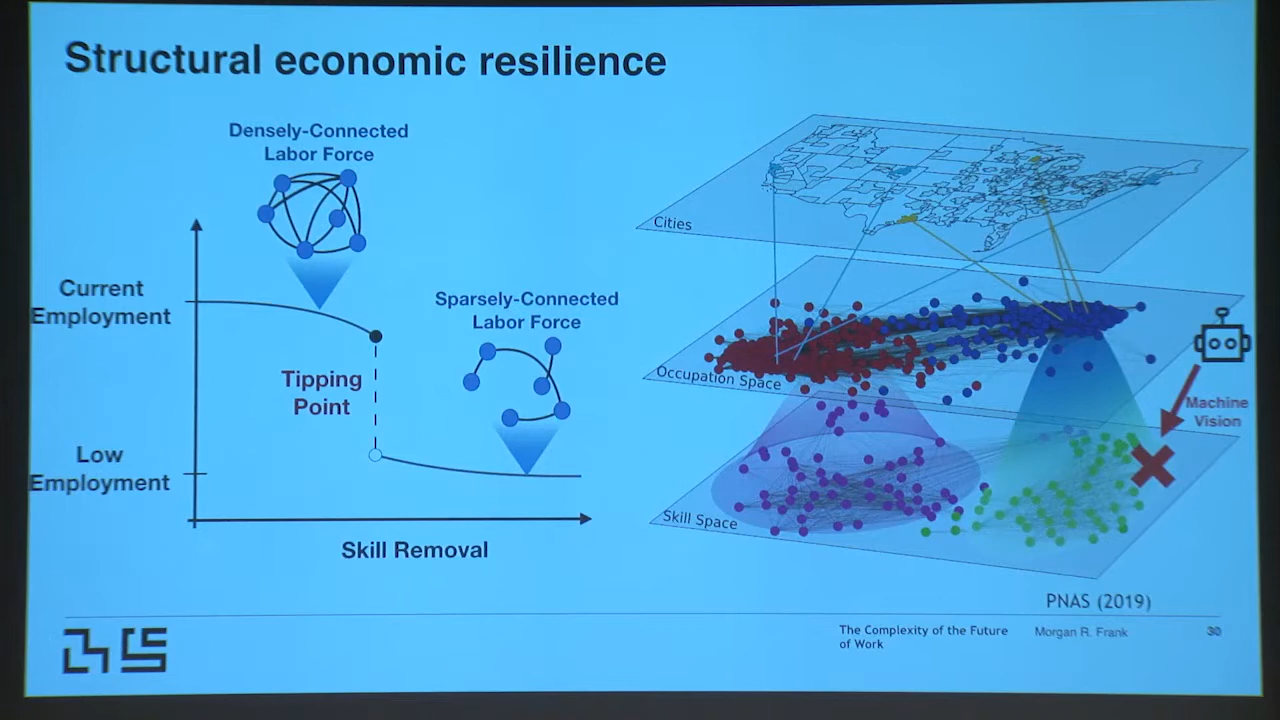 Structural economic resilience
Densely-Connected
Labor Force
Current
Employment
Sparsely-Connected
Labor Force
Tipping
Point
Low
Employment
Skill Removal
Cities
Occupation Space
Machine
Vision
Skill Space
PNAS (2019)
The Complexity of the Future
of Work
Morgan R. Frank
30